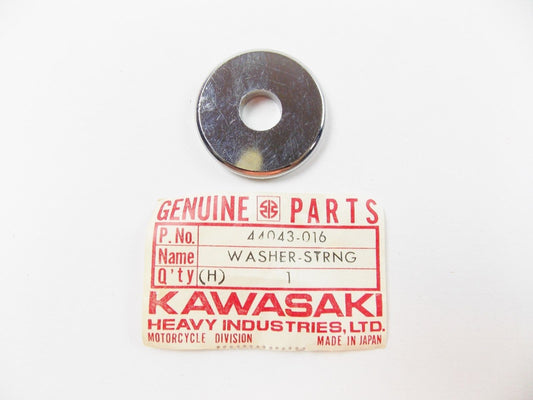 GENUINE PARTS
P. No. 44043-016
Name WASHER-STRNG
Q'ty (H) 1
KAWASAKI
HEAVY INDUSTRIES, LTD.
MOTORCYCLE DIVISION MADE IN JAPAN